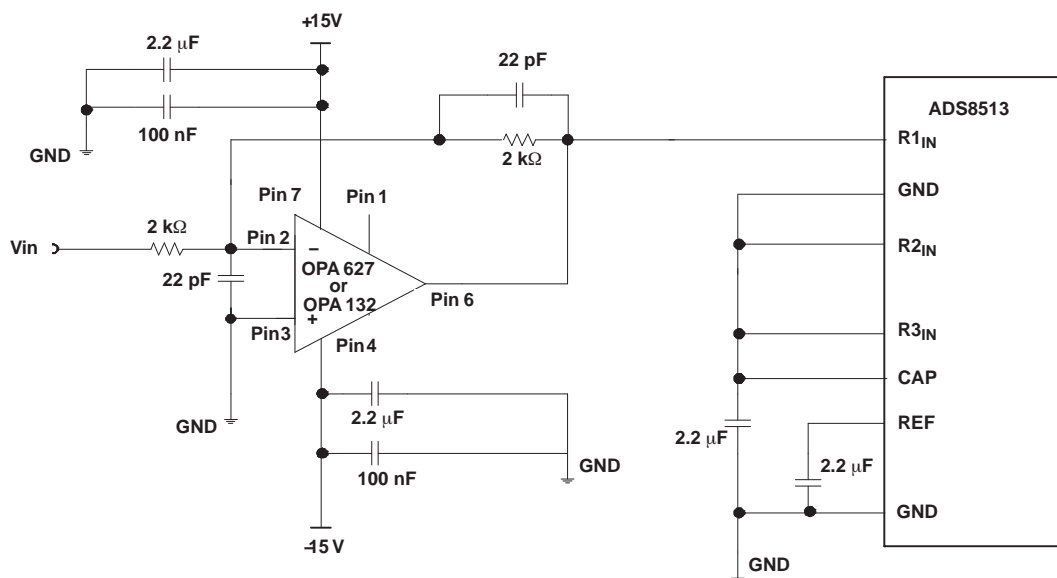 +15V
2.2 µF
22 pF
ADS8513
100 nF
R1IN
GND
2 kΩ
GND
Pin 1
Pin 7
2 kΩ
Vin
Pin 2
–
R2IN
OPA 627
22 pF
or
Pin 6
OPA 132
+
Pin3
R3IN
Pin 4
CAP
GND
2.2 µF
REF
2.2 µF
2.2 µF
GND
100 nF
GND
-15 V
GND